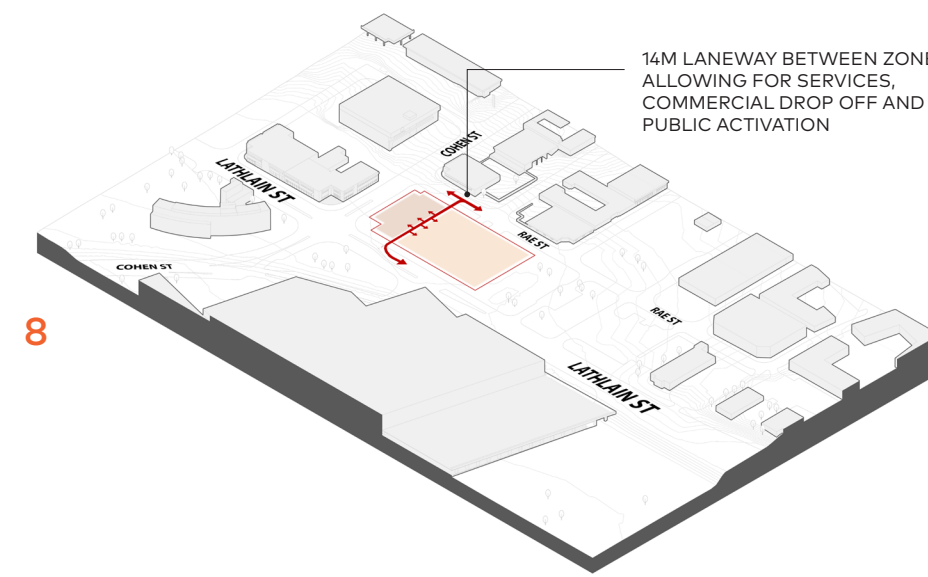 14M LANEWAY BETWEEN ZONE
ALLOWING FOR SERVICES,
COMMERCIAL DROP OFF AND
PUBLIC ACTIVATION
COHEN ST
LATHLAIN ST
RAE ST
COHEN ST
8
RAE ST
LATHLAIN ST